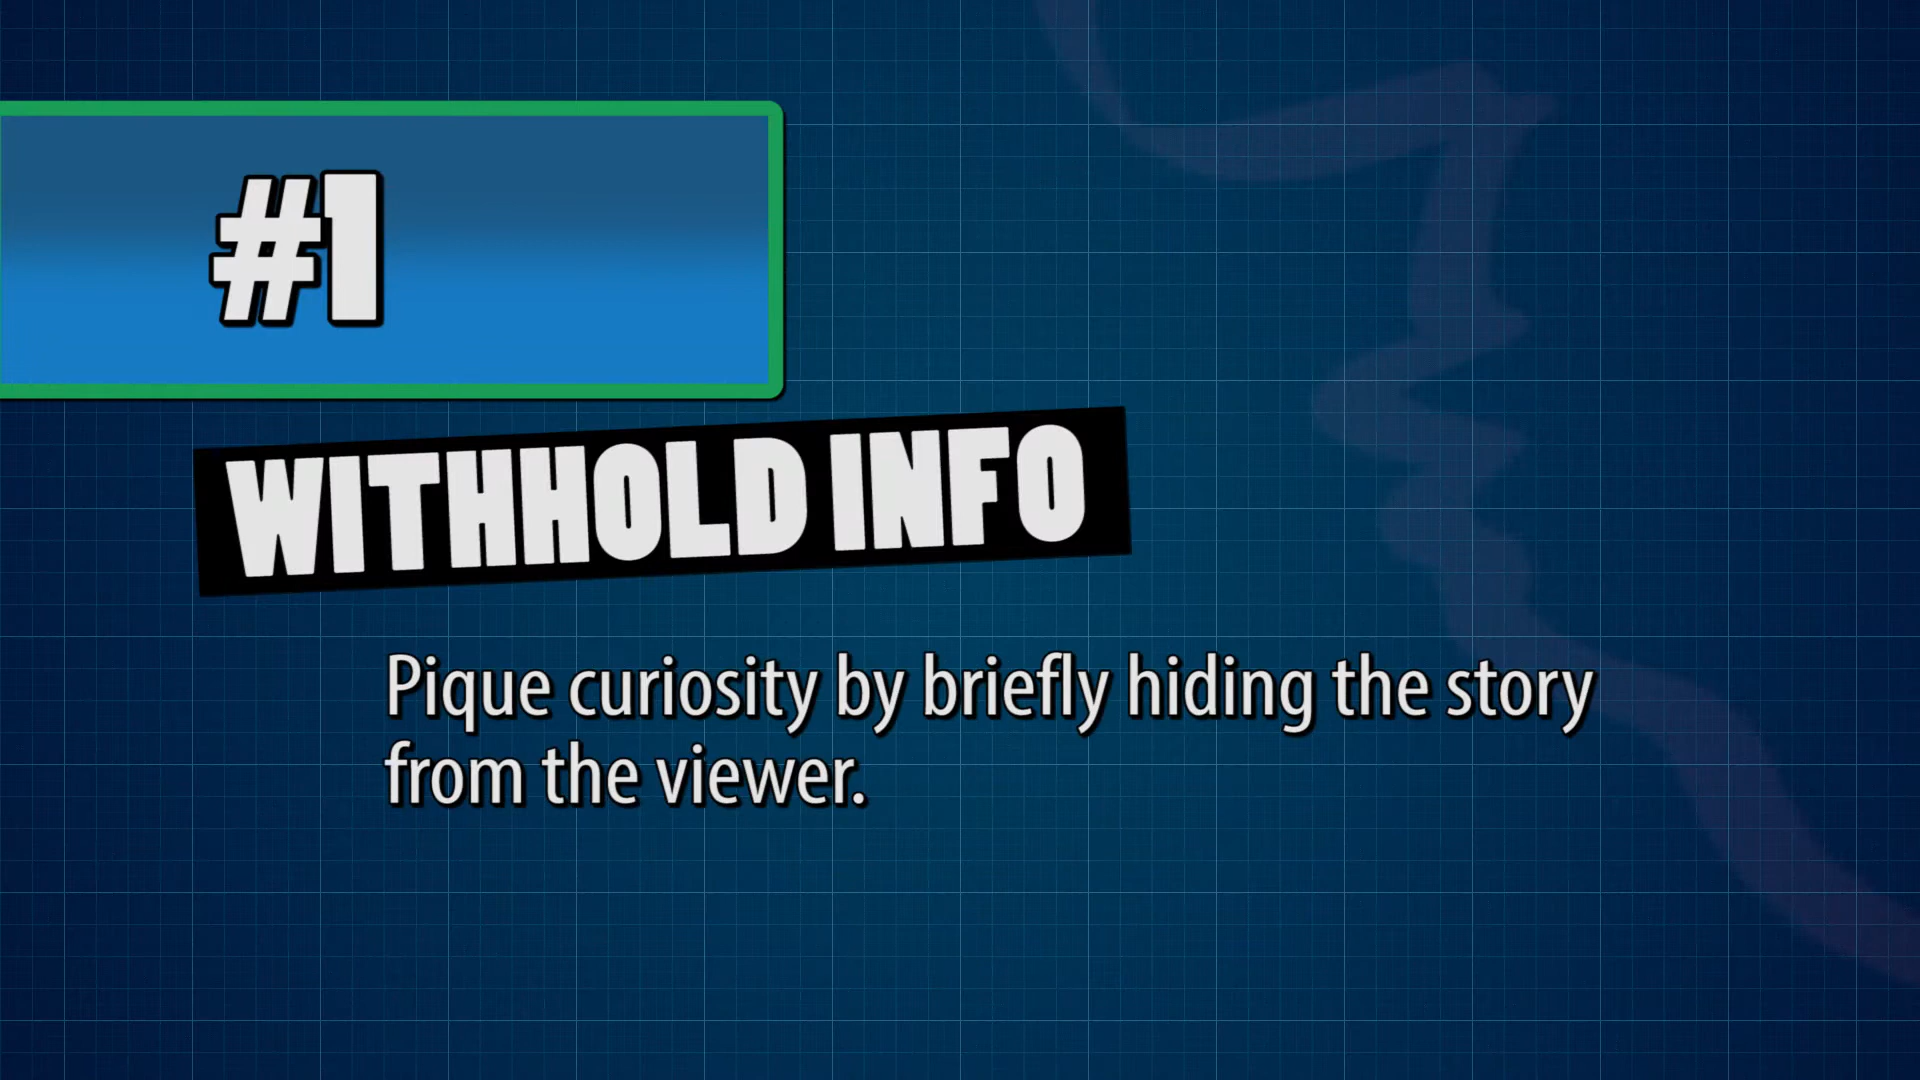 #1
WITHHOLD INFO
Pique curiosity by briefly hiding the story
from the viewer.